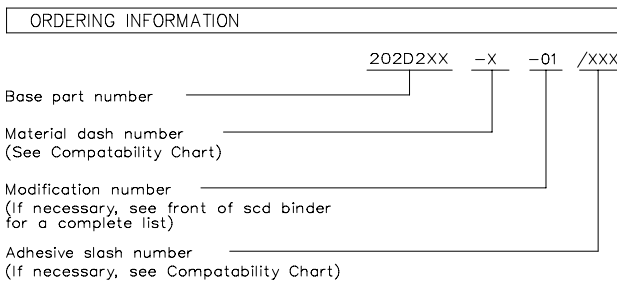 ORDERING INFORMATION
202D2XX -X -01 /XXX
Base part number
Material dash number
(See Compatability Chart)
Modification number
(If necessary, see front of scd binder
for a complete list)
Adhesive slash number
(If necessary, see Compatability Chart)